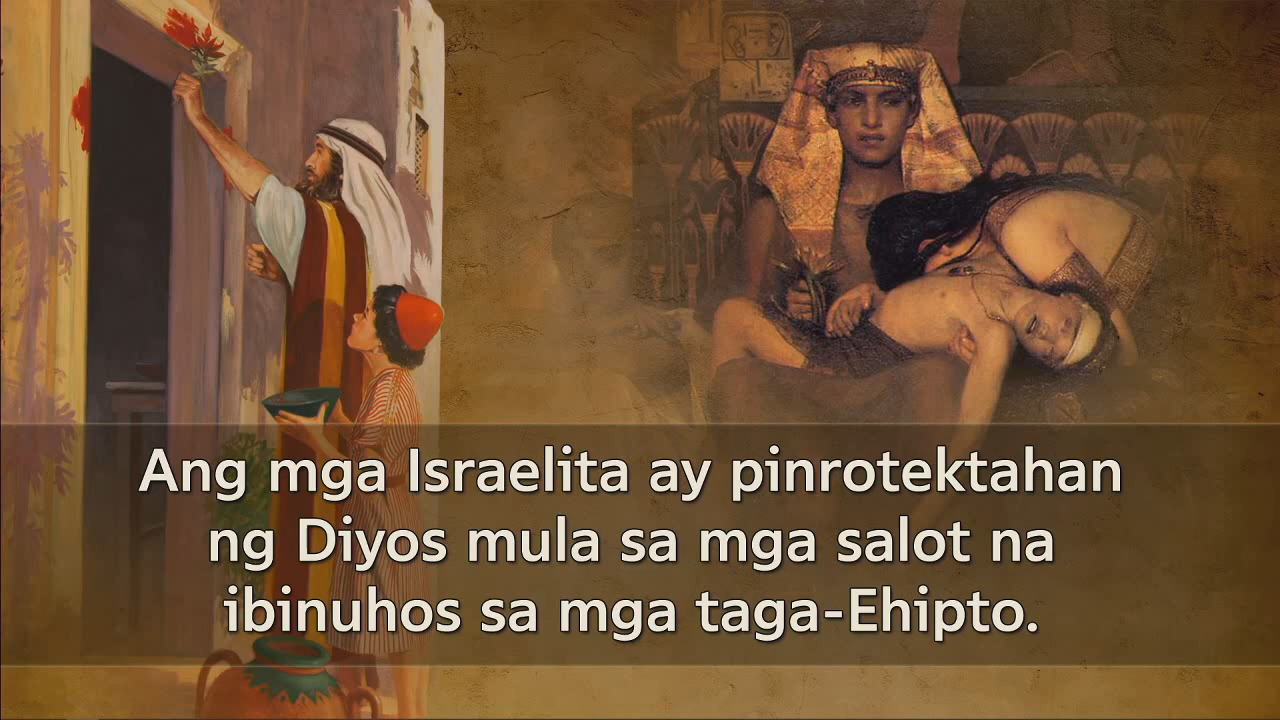 Ang mga Israelita ay pinrotektahan
ng Diyos mula sa mga salot na
ibinuhos sa mga taga-Ehipto.